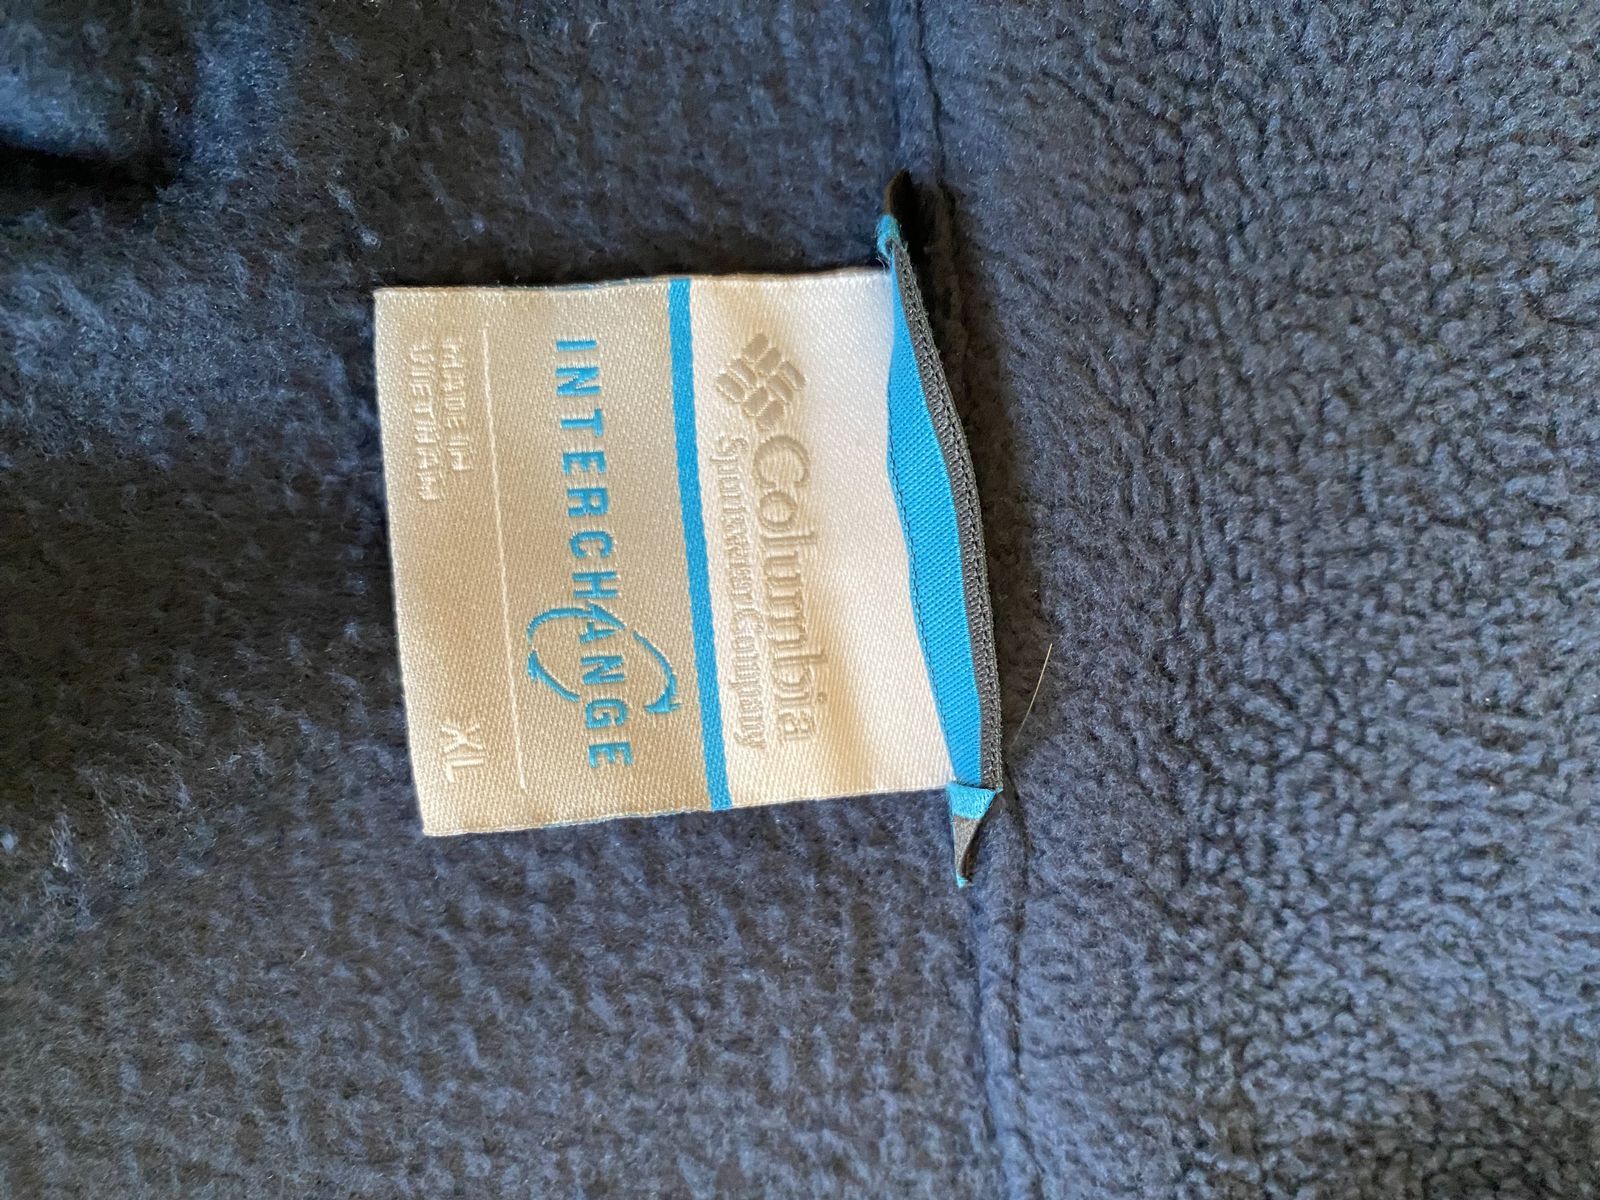 Columbia
Sportswear Company
INTERCHANGE
MADE IN
VIETNAM
XL